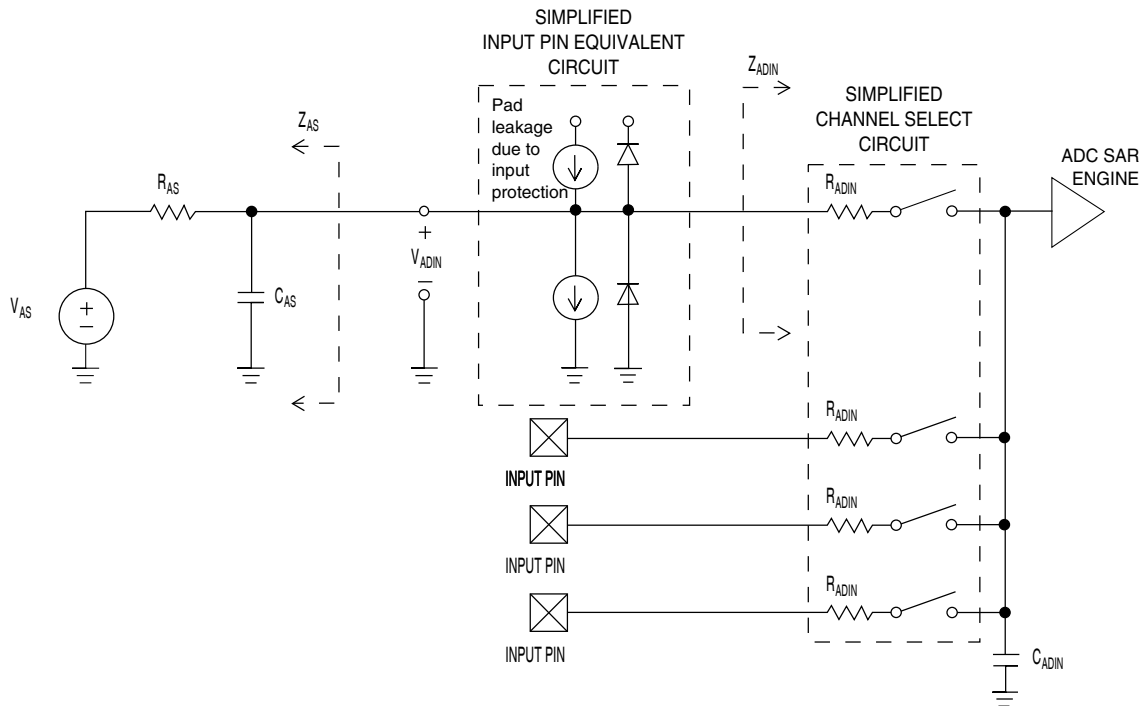 SIMPLIFIED
INPUT PIN EQUIVALENT
CIRCUIT
Pad
leakage
due to
input
protection
Z_ADIN
SIMPLIFIED
CHANNEL SELECT
CIRCUIT
ADC SAR
ENGINE
Z_AS
R_AS
R_ADIN
+
V_ADIN
–
C_AS
V_AS
+
–
R_ADIN
INPUT PIN
R_ADIN
INPUT PIN
R_ADIN
INPUT PIN
C_ADIN